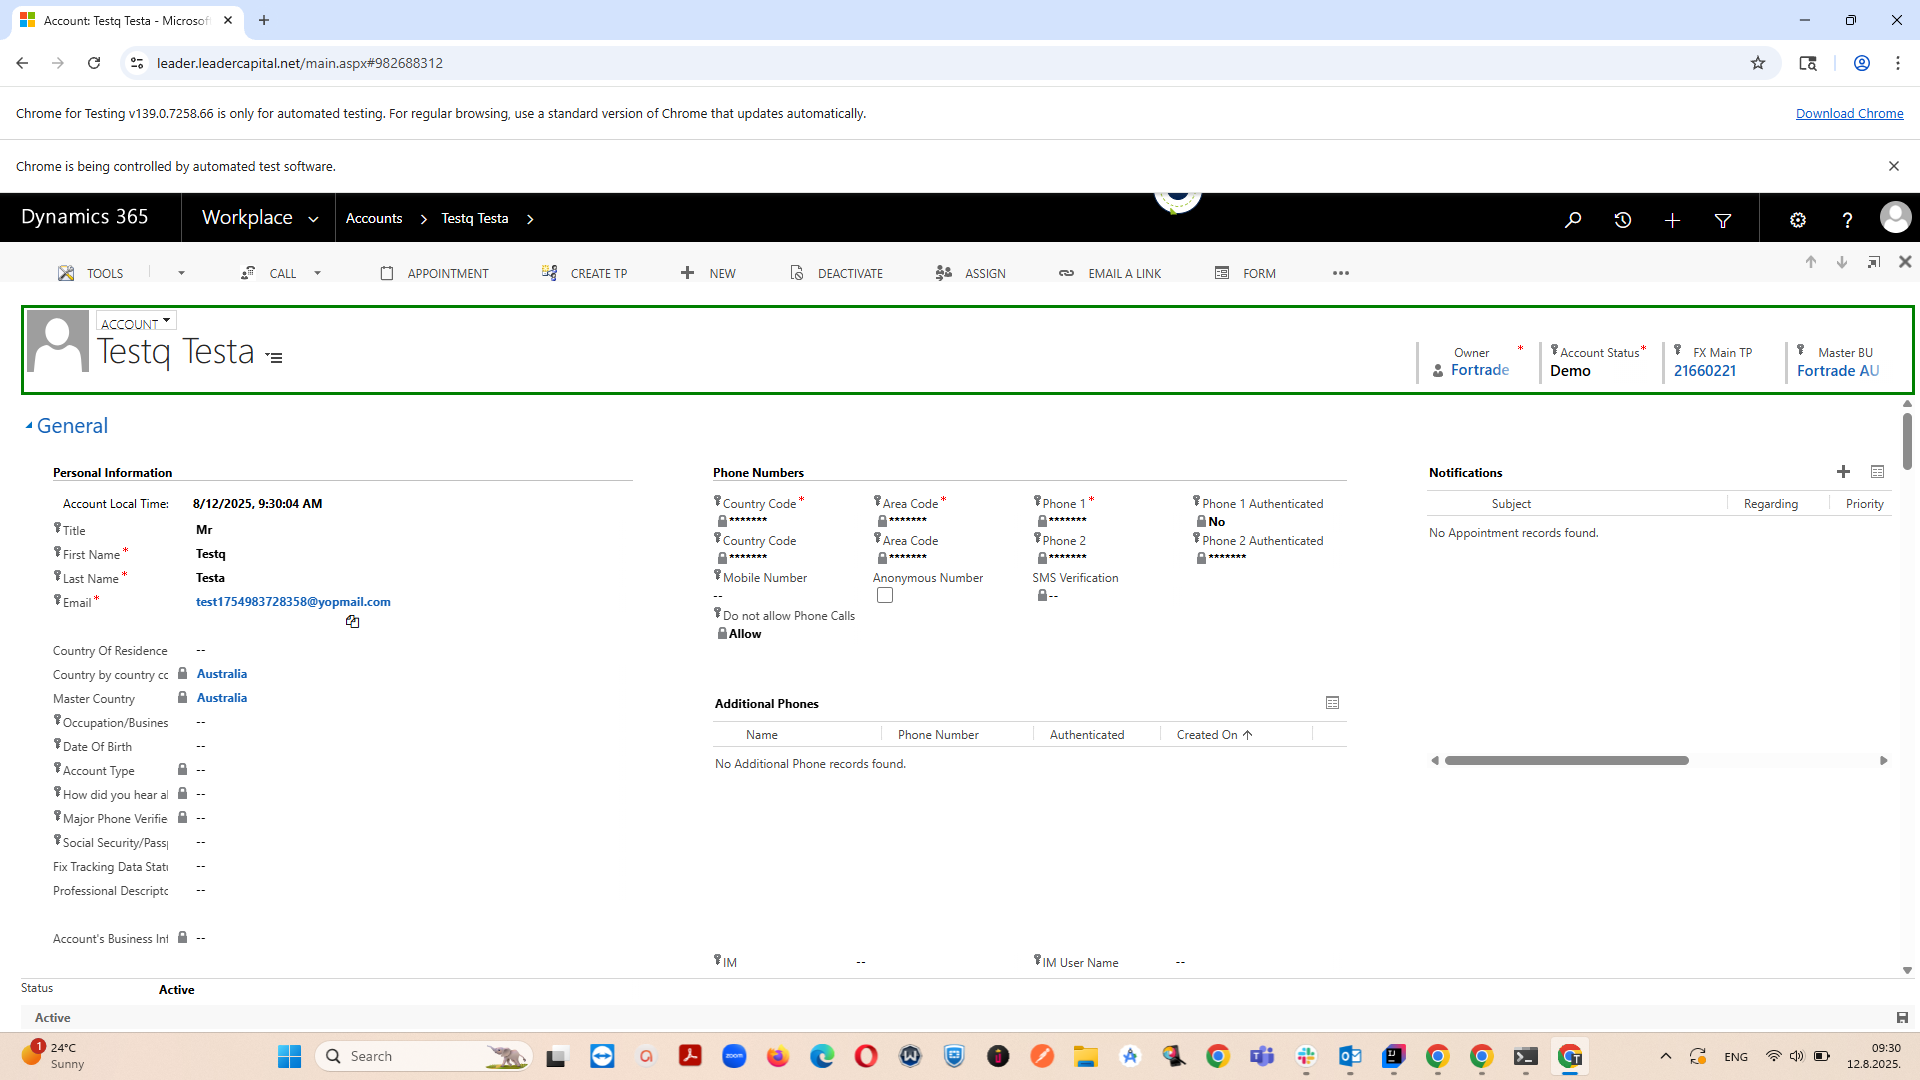 Account: Testq Testa - Microsof
leader.leadercapital.net/main.aspx#982688312
Chrome for Testing v139.0.7258.66 is only for automated testing. For regular browsing, use a standard version of Chrome that updates automatically.
Download Chrome
Chrome is being controlled by automated test software.
Dynamics 365
Workplace
Accounts
Testq Testa
?
TOOLS
CALL
APPOINTMENT
CREATE TP
NEW
DEACTIVATE
ASSIGN
EMAIL A LINK
FORM
ACCOUNT
Testq Testa
Owner *
Fortrade
Account Status *
Demo
FX Main TP
21660221
Master BU
Fortrade AU
General
Personal Information
Account Local Time: 8/12/2025, 9:30:04 AM
Title Mr
First Name * Testq
Last Name * Testa
Email * test1754983728358@yopmail.com
Country Of Residence --
Country by country cc Australia
Master Country Australia
Occupation/Busines --
Date Of Birth --
Account Type --
How did you hear al --
Major Phone Verifie --
Social Security/Passp --
Fix Tracking Data Statu --
Professional Descripto --
Account's Business Inf --
Phone Numbers
Country Code * Area Code * Phone 1 * Phone 1 Authenticated
******* ******* ******* No
Country Code Area Code Phone 2 Phone 2 Authenticated
******* ******* ******* *******
Mobile Number Anonymous Number SMS Verification
-- --
Do not allow Phone Calls
Allow
Additional Phones
Name Phone Number Authenticated Created On
No Additional Phone records found.
IM -- IM User Name --
Notifications
Subject Regarding Priority
No Appointment records found.
Status Active
Active
1
24°C
Sunny
Search
zoom
ENG
09:30
12.8.2025.